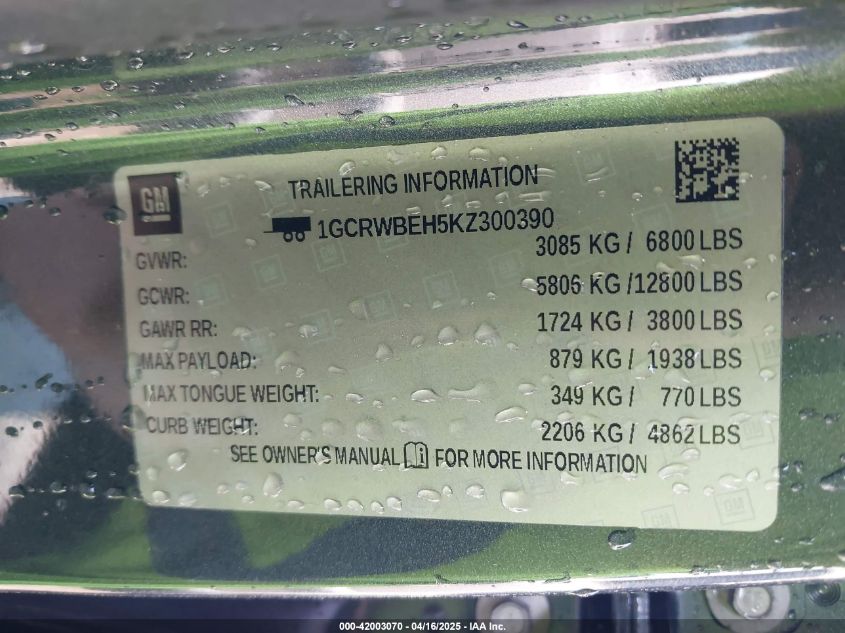 GM
TRAILERING INFORMATION
1GCRWBEH5KZ300390
GVWR: 3085 KG / 6800 LBS
GCWR: 5806 KG / 12800 LBS
GAWR RR: 1724 KG / 3800 LBS
MAX PAYLOAD: 879 KG / 1938 LBS
MAX TONGUE WEIGHT: 349 KG / 770 LBS
CURB WEIGHT: 2206 KG / 4862 LBS
SEE OWNER'S MANUAL FOR MORE INFORMATION
000-42003070 - 04/16/2025 - IAA Inc.